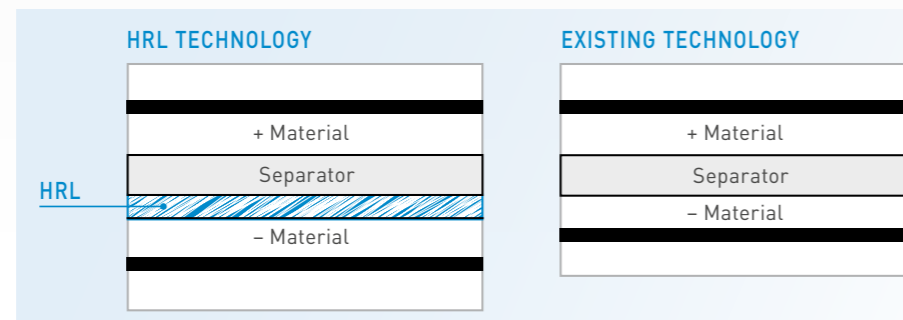 HRL TECHNOLOGY
+ Material
Separator
HRL
– Material
EXISTING TECHNOLOGY
+ Material
Separator
– Material